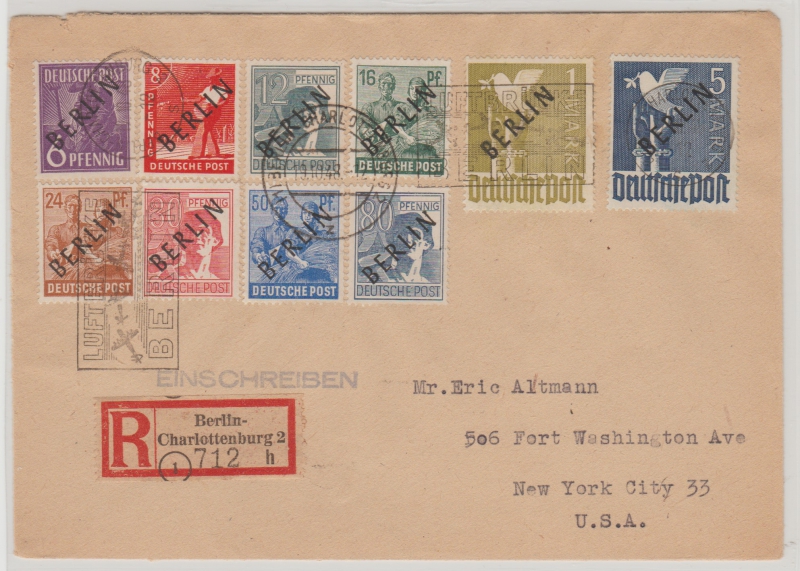 DEUTSCHE POST
6 PFENNIG
BERLIN
8 PFENNIG
BERLIN
DEUTSCHE POST
12 PFENNIG
BERLIN
DEUTSCHE POST
16 Pf.
BERLIN
DEUTSCHE POST
1 MARK
BERLIN
Deutsche Post
5 MARK
BERLIN
Deutsche Post
24 Pf.
BERLIN
DEUTSCHE POST
BERLIN
DEUTSCHE POST
50 Pf.
BERLIN
DEUTSCHE POST
80 PFENNIG
BERLIN
DEUTSCHE POST
EINSCHREIBEN
R
Berlin-
Charlottenburg 2
1 712 h
Mr.Eric Altmann
506 Fort Washington Ave
New York City 33
U.S.A.